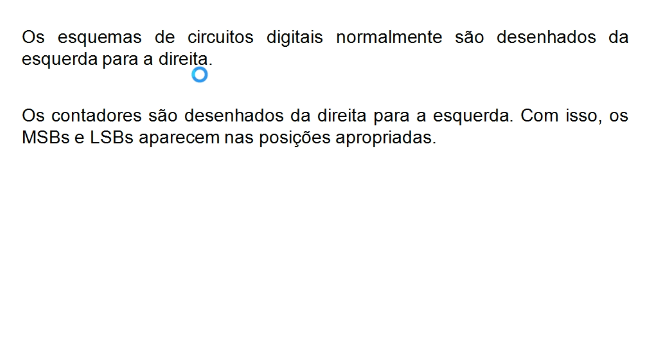 Os esquemas de circuitos digitais normalmente são desenhados da
esquerda para a direita.
Os contadores são desenhados da direita para a esquerda. Com isso, os
MSBs e LSBs aparecem nas posições apropriadas.